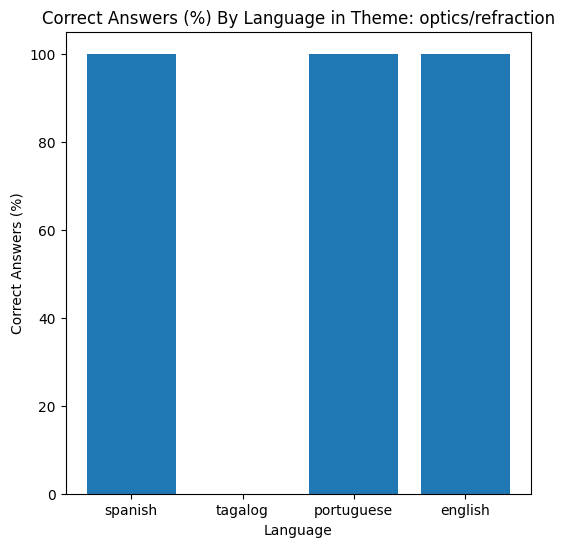 Correct Answers (%) By Language in Theme: optics/refraction
Correct Answers (%)
100
80
60
40
20
0
spanish
tagalog
portuguese
english
Language